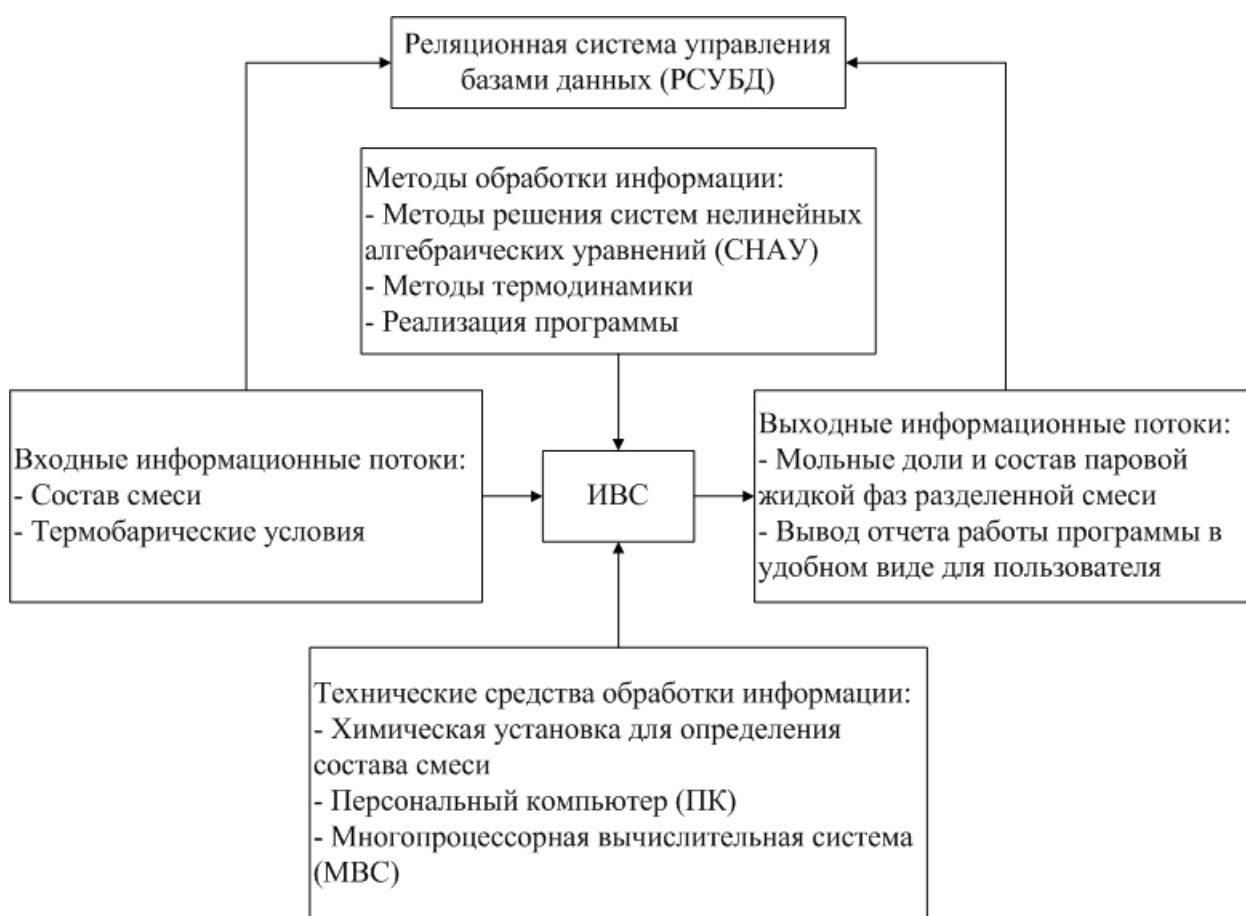 Реляционная система управления
базами данных (РСУБД)
Методы обработки информации:
- Методы решения систем нелинейных
алгебраических уравнений (СНАУ)
- Методы термодинамики
- Реализация программы
Входные информационные потоки:
- Состав смеси
- Термобарические условия
ИВС
Выходные информационные потоки:
- Мольные доли и состав паровой
жидкой фаз разделенной смеси
- Вывод отчета работы программы в
удобном виде для пользователя
Технические средства обработки информации:
- Химическая установка для определения
состава смеси
- Персональный компьютер (ПК)
- Многопроцессорная вычислительная система
(МВС)